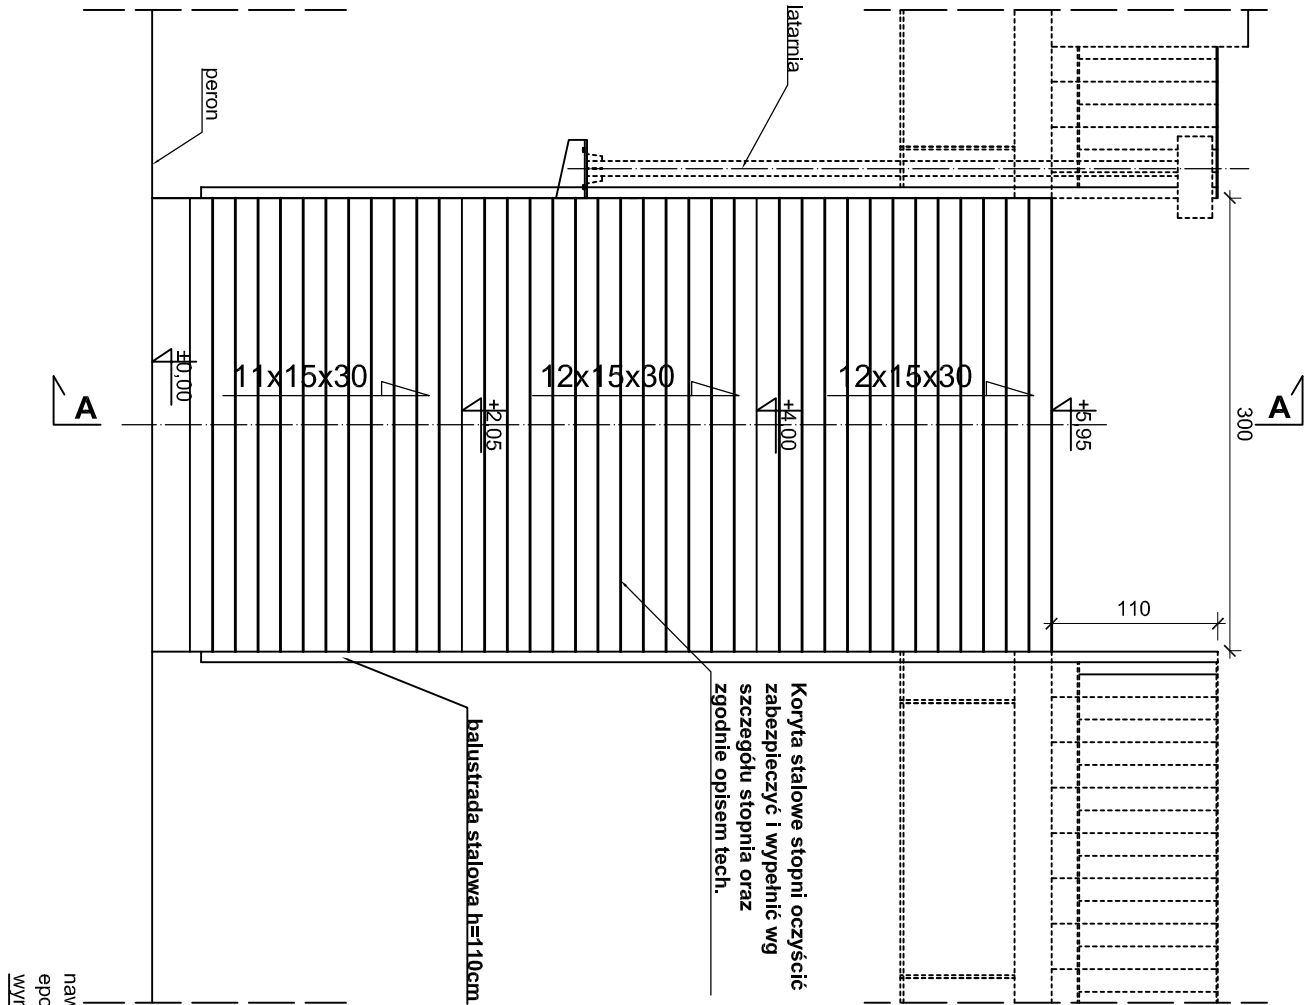 latarnia
peron
±0,00
11x15x30
+2,05
12x15x30
+4,00
12x15x30
+5,95
A
A
300
110
Koryta stalowe stopni oczyścić
zabezpieczyć i wypełnić wg
szczegółu stopnia oraz
zgodnie opisem tech.
balustrada stalowa h=110cm